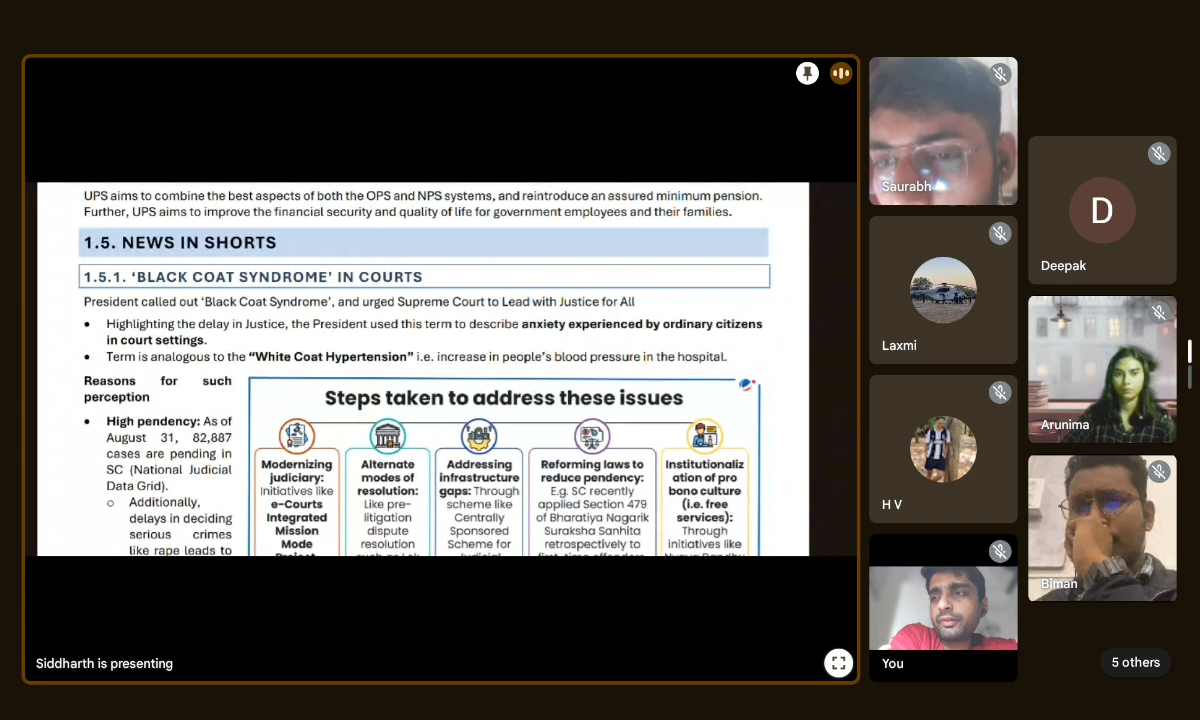 UPS aims to combine the best aspects of both the OPS and NPS systems, and reintroduce an assured minimum pension.
Further, UPS aims to improve the financial security and quality of life for government employees and their families.
1.5. NEWS IN SHORTS
1.5.1. ‘BLACK COAT SYNDROME’ IN COURTS
President called out ‘Black Coat Syndrome’, and urged Supreme Court to Lead with Justice for All
• Highlighting the delay in Justice, the President used this term to describe anxiety experienced by ordinary citizens
in court settings.
• Term is analogous to the “White Coat Hypertension” i.e. increase in people’s blood pressure in the hospital.
Reasons for such
perception
• High pendency: As of
August 31, 82,887
cases are pending in
SC (National Judicial
Data Grid).
o Additionally,
delays in deciding
serious crimes
like rape leads to
Steps taken to address these issues
Modernizing
judiciary:
Initiatives like
e-Courts
Integrated
Mission
Mode
Project
Alternate
modes of
resolution:
Like pre-
litigation
dispute
resolution
Addressing
infrastructure
gaps: Through
scheme like
Centrally
Sponsored
Scheme for
Judicial
Reforming laws to
reduce pendency:
E.g. SC recently
applied Section 479
of Bharatiya Nagarik
Suraksha Sanhita
retrospectively to
first-time offenders
Institutionaliz
ation of pro
bono culture
(i.e. free
services):
Through
initiatives like
Nyaya Bandhu
Siddharth is presenting
Saurabh
Laxmi
H V
You
D
Deepak
Arunima
Biman
5 others